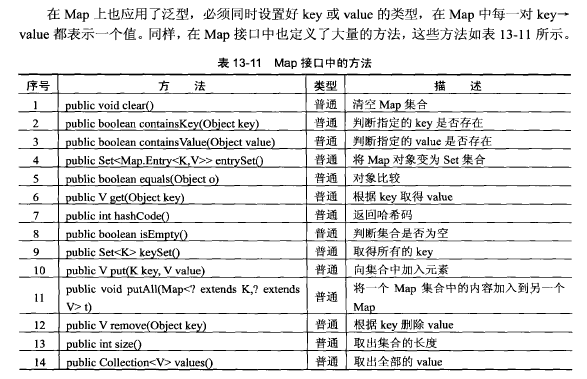 在 Map 上也应用了泛型，必须同时设置好 key 或 value 的类型，在 Map 中每一对 key→
value 都表示一个值。同样，在 Map 接口中也定义了大量的方法，这些方法如表 13-11 所示。
表 13-11 Map 接口中的方法
序号 方 法 类型 描 述
1 public void clear() 普通 清空 Map 集合
2 public boolean containsKey(Object key) 普通 判断指定的 key 是否存在
3 public boolean containsValue(Object value) 普通 判断指定的 value 是否存在
4 public Set<Map.Entry<K,V>> entrySet() 普通 将 Map 对象变为 Set 集合
5 public boolean equals(Object o) 普通 对象比较
6 public V get(Object key) 普通 根据 key 取得 value
7 public int hashCode() 普通 返回哈希码
8 public boolean isEmpty() 普通 判断集合是否为空
9 public Set<K> keySet() 普通 取得所有的 key
10 public V put(K key, V value) 普通 向集合中加入元素
11 public void putAll(Map<? extends K,? extends
V> t) 普通 将一个 Map 集合中的内容加入到另一个
Map
12 public V remove(Object key) 普通 根据 key 删除 value
13 public int size() 普通 取出集合的长度
14 public Collection<V> values() 普通 取出全部的 value